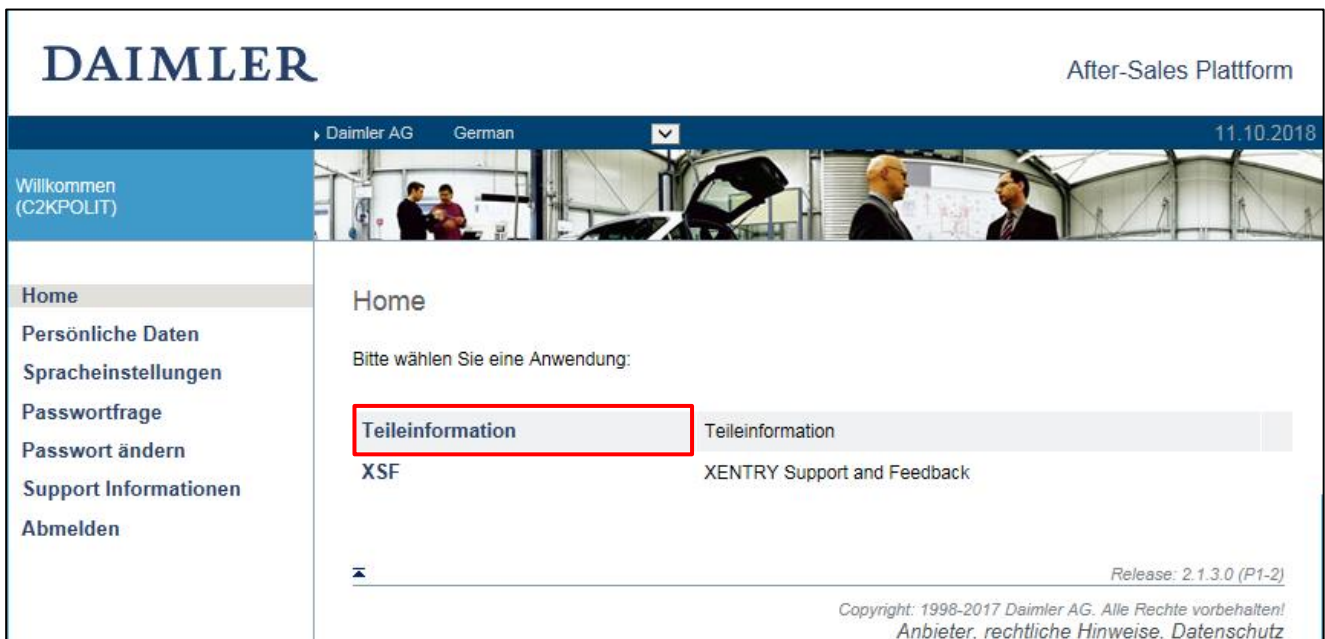 DAIMLER
After-Sales Plattform
Daimler AG German 11.10.2018
Willkommen
(C2KPOLIT)
Home
Persönliche Daten
Spracheinstellungen
Passwortfrage
Passwort ändern
Support Informationen
Abmelden
Home
Bitte wählen Sie eine Anwendung:
Teileinformation Teileinformation
XSF XENTRY Support and Feedback
Release: 2.1.3.0 (P1-2)
Copyright: 1998-2017 Daimler AG. Alle Rechte vorbehalten!
Anbieter, rechtliche Hinweise, Datenschutz